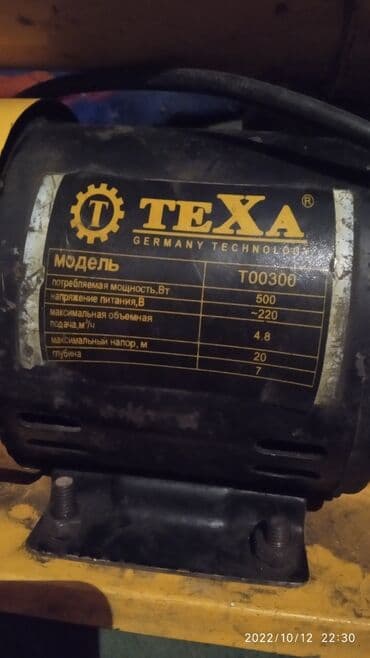 T TEXA ®
GERMANY TECHNOLOGY
модель T00300
потребляемая мощность,Вт 500
напряжение питания,В ~220
максимальная объемная
подача,м³/ч 4.8
максимальный напор, м 20
глубина 7
2022/10/12 22:30